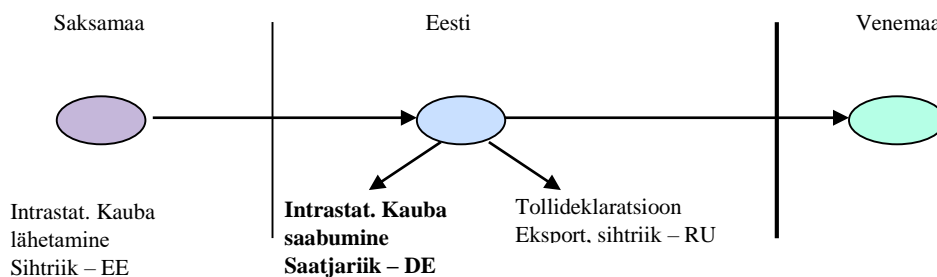 Saksamaa
Eesti
Venemaa
Intrastat. Kauba
lähetamine
Sihtriik – EE
Intrastat. Kauba
saabumine
Saatjariik – DE
Tollideklaratsioon
Eksport, sihtriik – RU